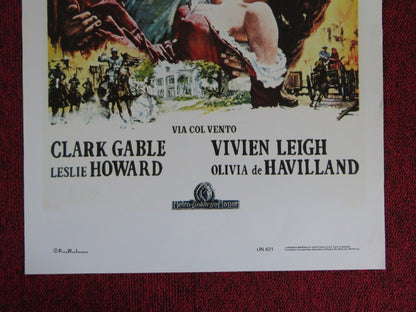 VIA COL VENTO
CLARK GABLE VIVIEN LEIGH
LESLIE HOWARD OLIVIA de HAVILLAND
Metro-Goldwyn-Mayer
UN 621